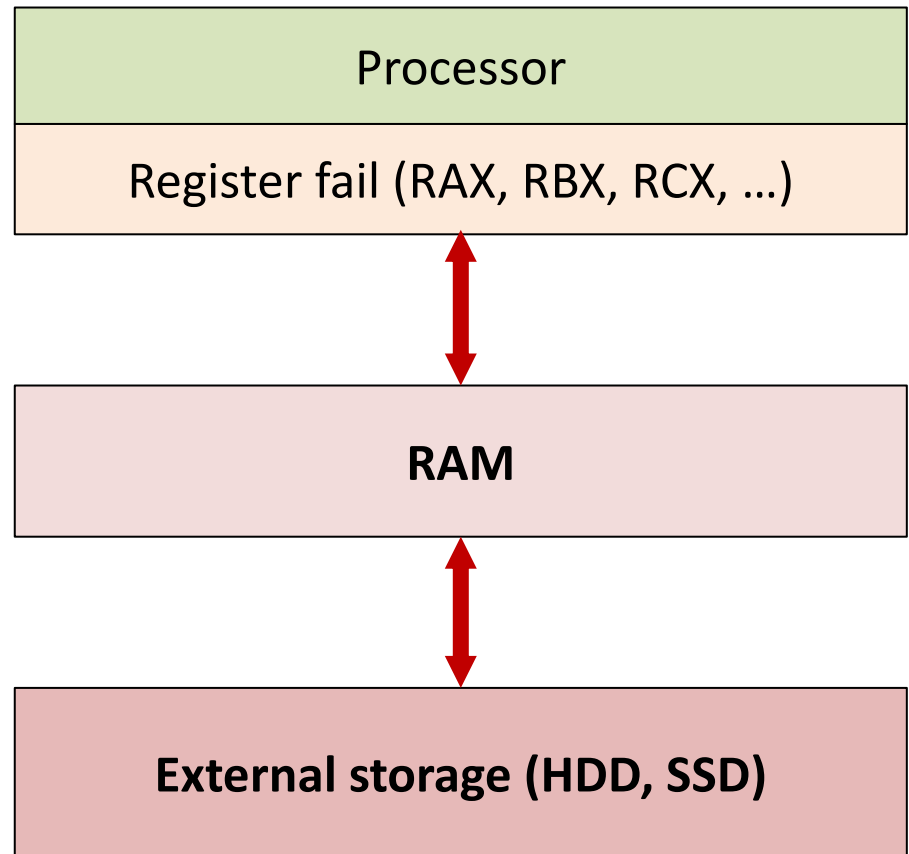 Processor
Register fail (RAX, RBX, RCX, …)
RAM
External storage (HDD, SSD)